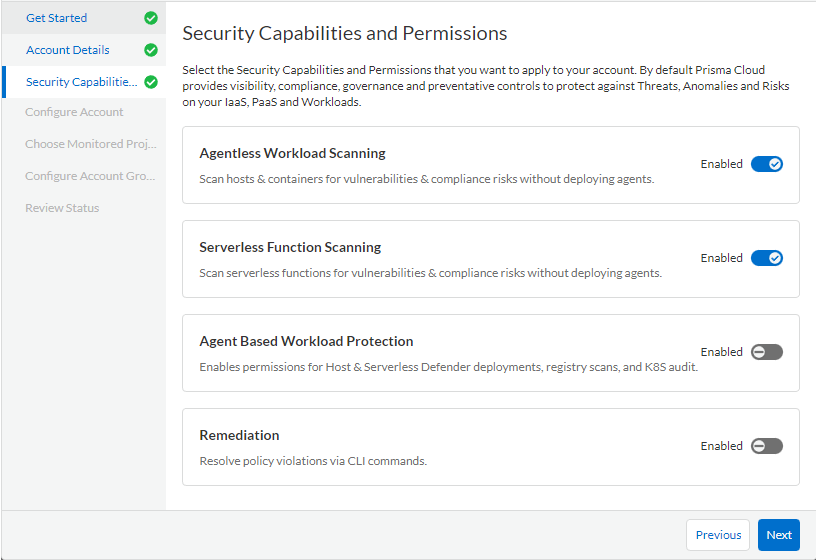 Get Started
Account Details
Security Capabilitie...
Configure Account
Choose Monitored Proj...
Configure Account Gro...
Review Status
Security Capabilities and Permissions
Select the Security Capabilities and Permissions that you want to apply to your account. By default Prisma Cloud
provides visibility, compliance, governance and preventative controls to protect against Threats, Anomalies and Risks
on your IaaS, PaaS and Workloads.
Agentless Workload Scanning
Scan hosts & containers for vulnerabilities & compliance risks without deploying agents.
Enabled
Serverless Function Scanning
Scan serverless functions for vulnerabilities & compliance risks without deploying agents.
Enabled
Agent Based Workload Protection
Enables permissions for Host & Serverless Defender deployments, registry scans, and K8S audit.
Enabled
Remediation
Resolve policy violations via CLI commands.
Enabled
Previous
Next